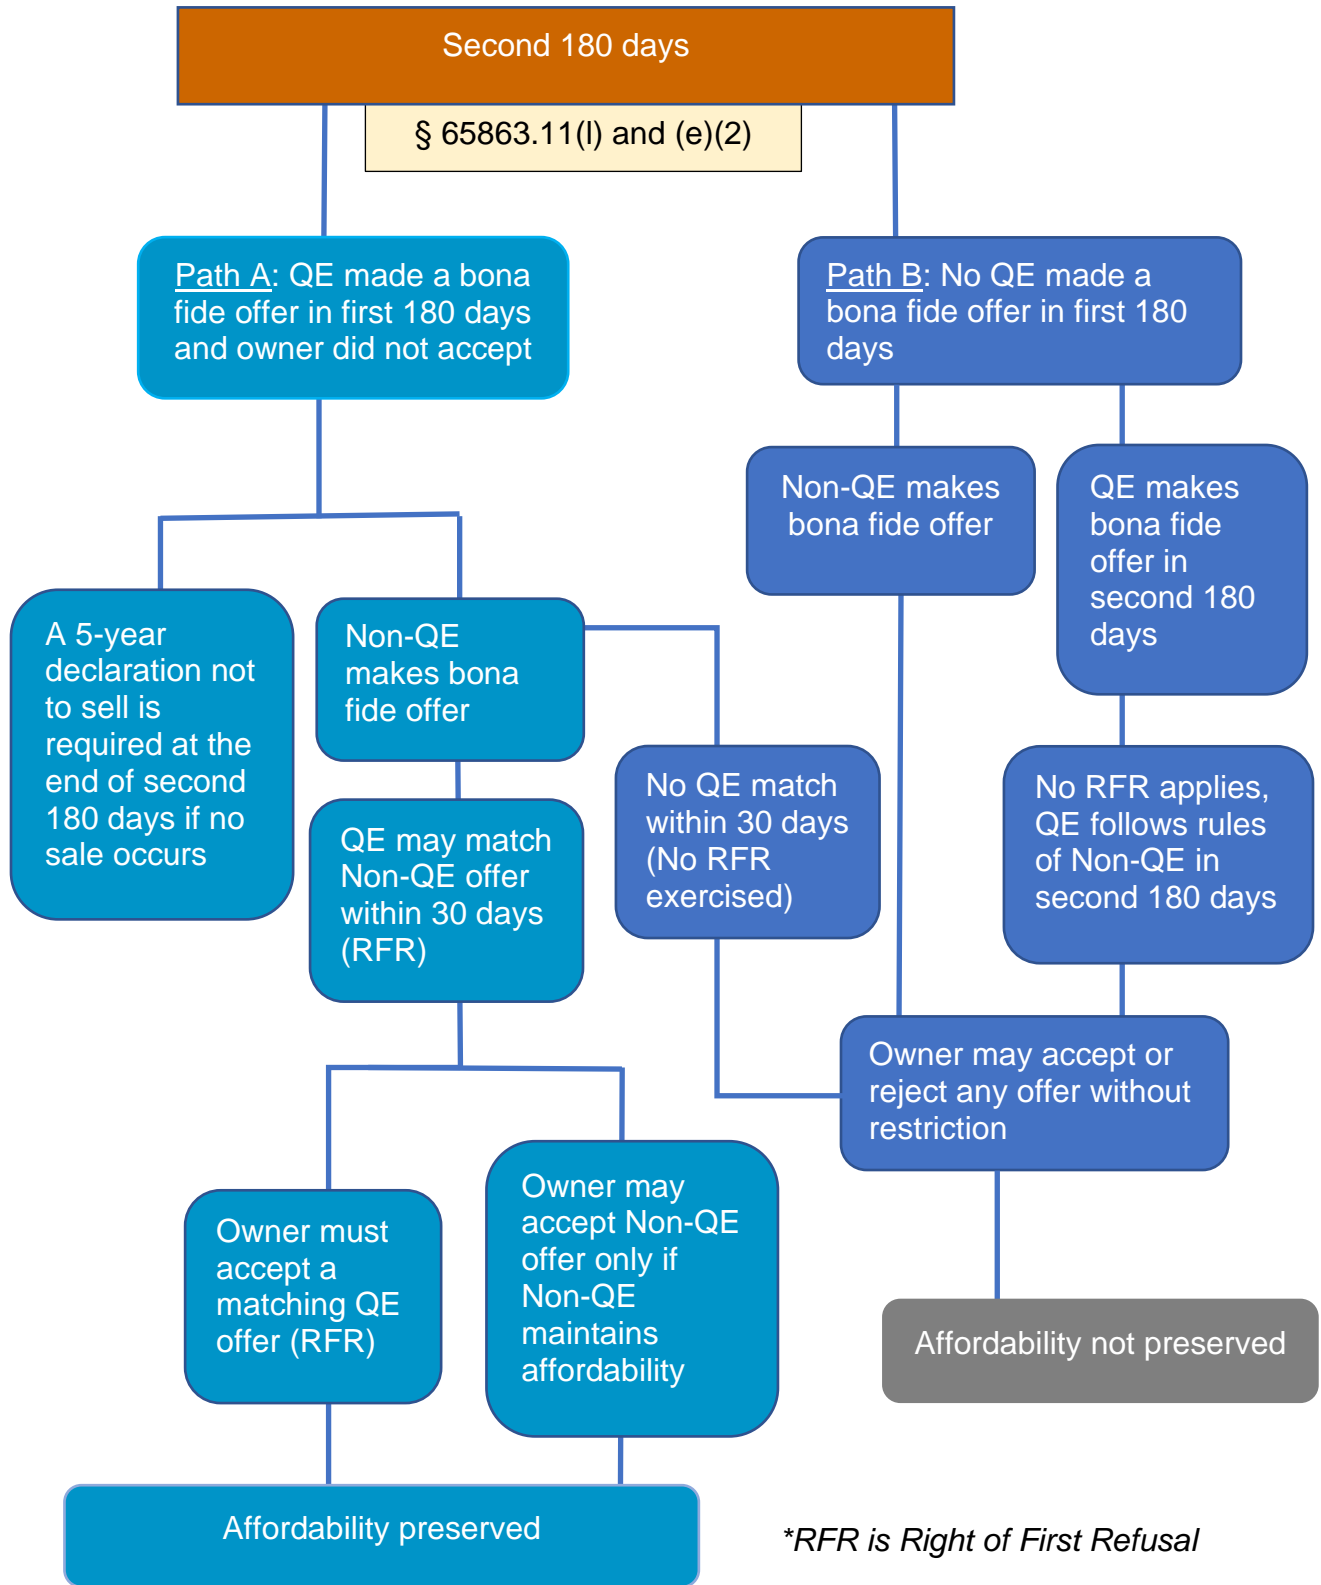 Second 180 days
§ 65863.11(l) and (e)(2)
Path A: QE made a bona
fide offer in first 180 days
and owner did not accept
Path B: No QE made a
bona fide offer in first 180
days
Non-QE makes
bona fide offer
QE makes
bona fide
offer in
second 180
days
A 5-year
declaration not
to sell is
required at the
end of second
180 days if no
sale occurs
Non-QE
makes bona
fide offer
No QE match
within 30 days
(No RFR
exercised)
No RFR applies,
QE follows rules
of Non-QE in
second 180 days
QE may match
Non-QE offer
within 30 days
(RFR)
Owner may accept or
reject any offer without
restriction
Owner must
accept a
matching QE
offer (RFR)
Owner may
accept Non-QE
offer only if
Non-QE
maintains
affordability
Affordability not preserved
Affordability preserved
*RFR is Right of First Refusal